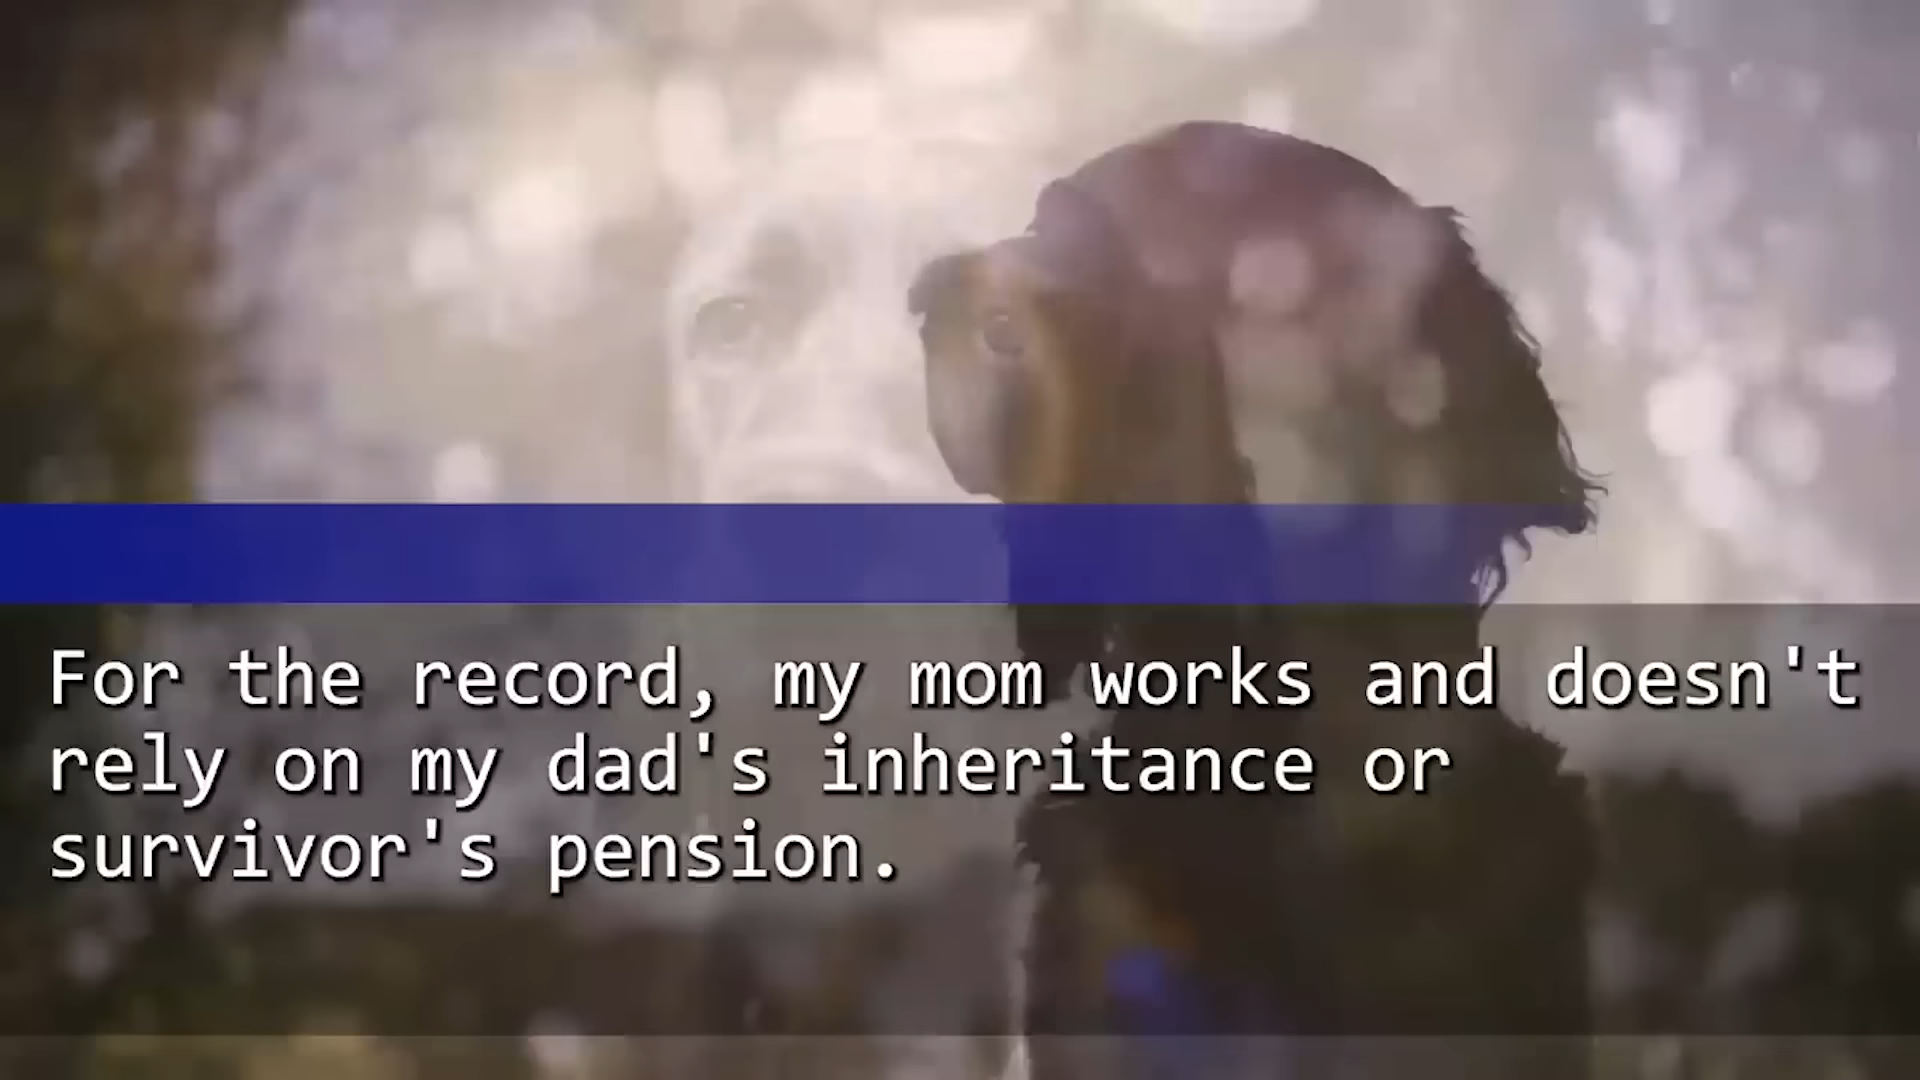 For the record, my mom works and doesn't
rely on my dad's inheritance or
survivor's pension.